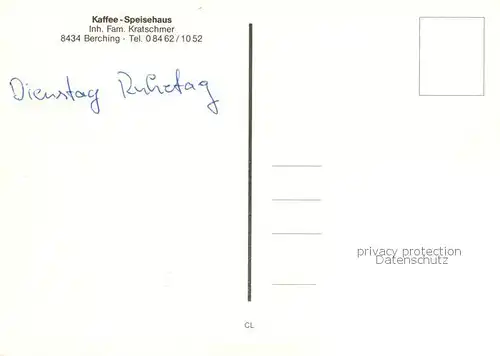 Kaffee - Speisehaus
Inh. Fam. Kratschmer
8434 Berching - Tel. 0 84 62 / 10 52
Dienstag Ruhetag
privacy protection
Datenschutz
CL